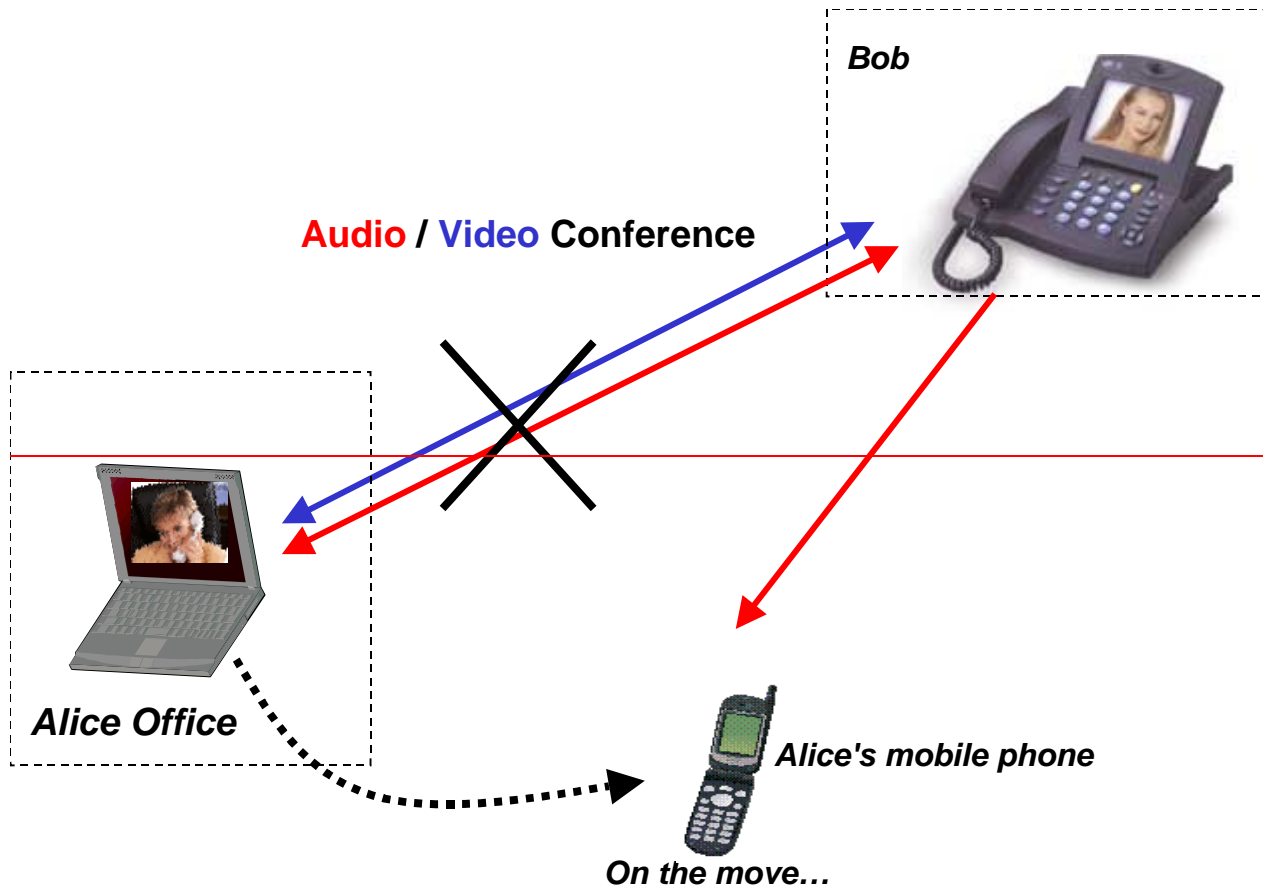 Bob
Audio / Video Conference
Alice Office
Alice's mobile phone
On the move…